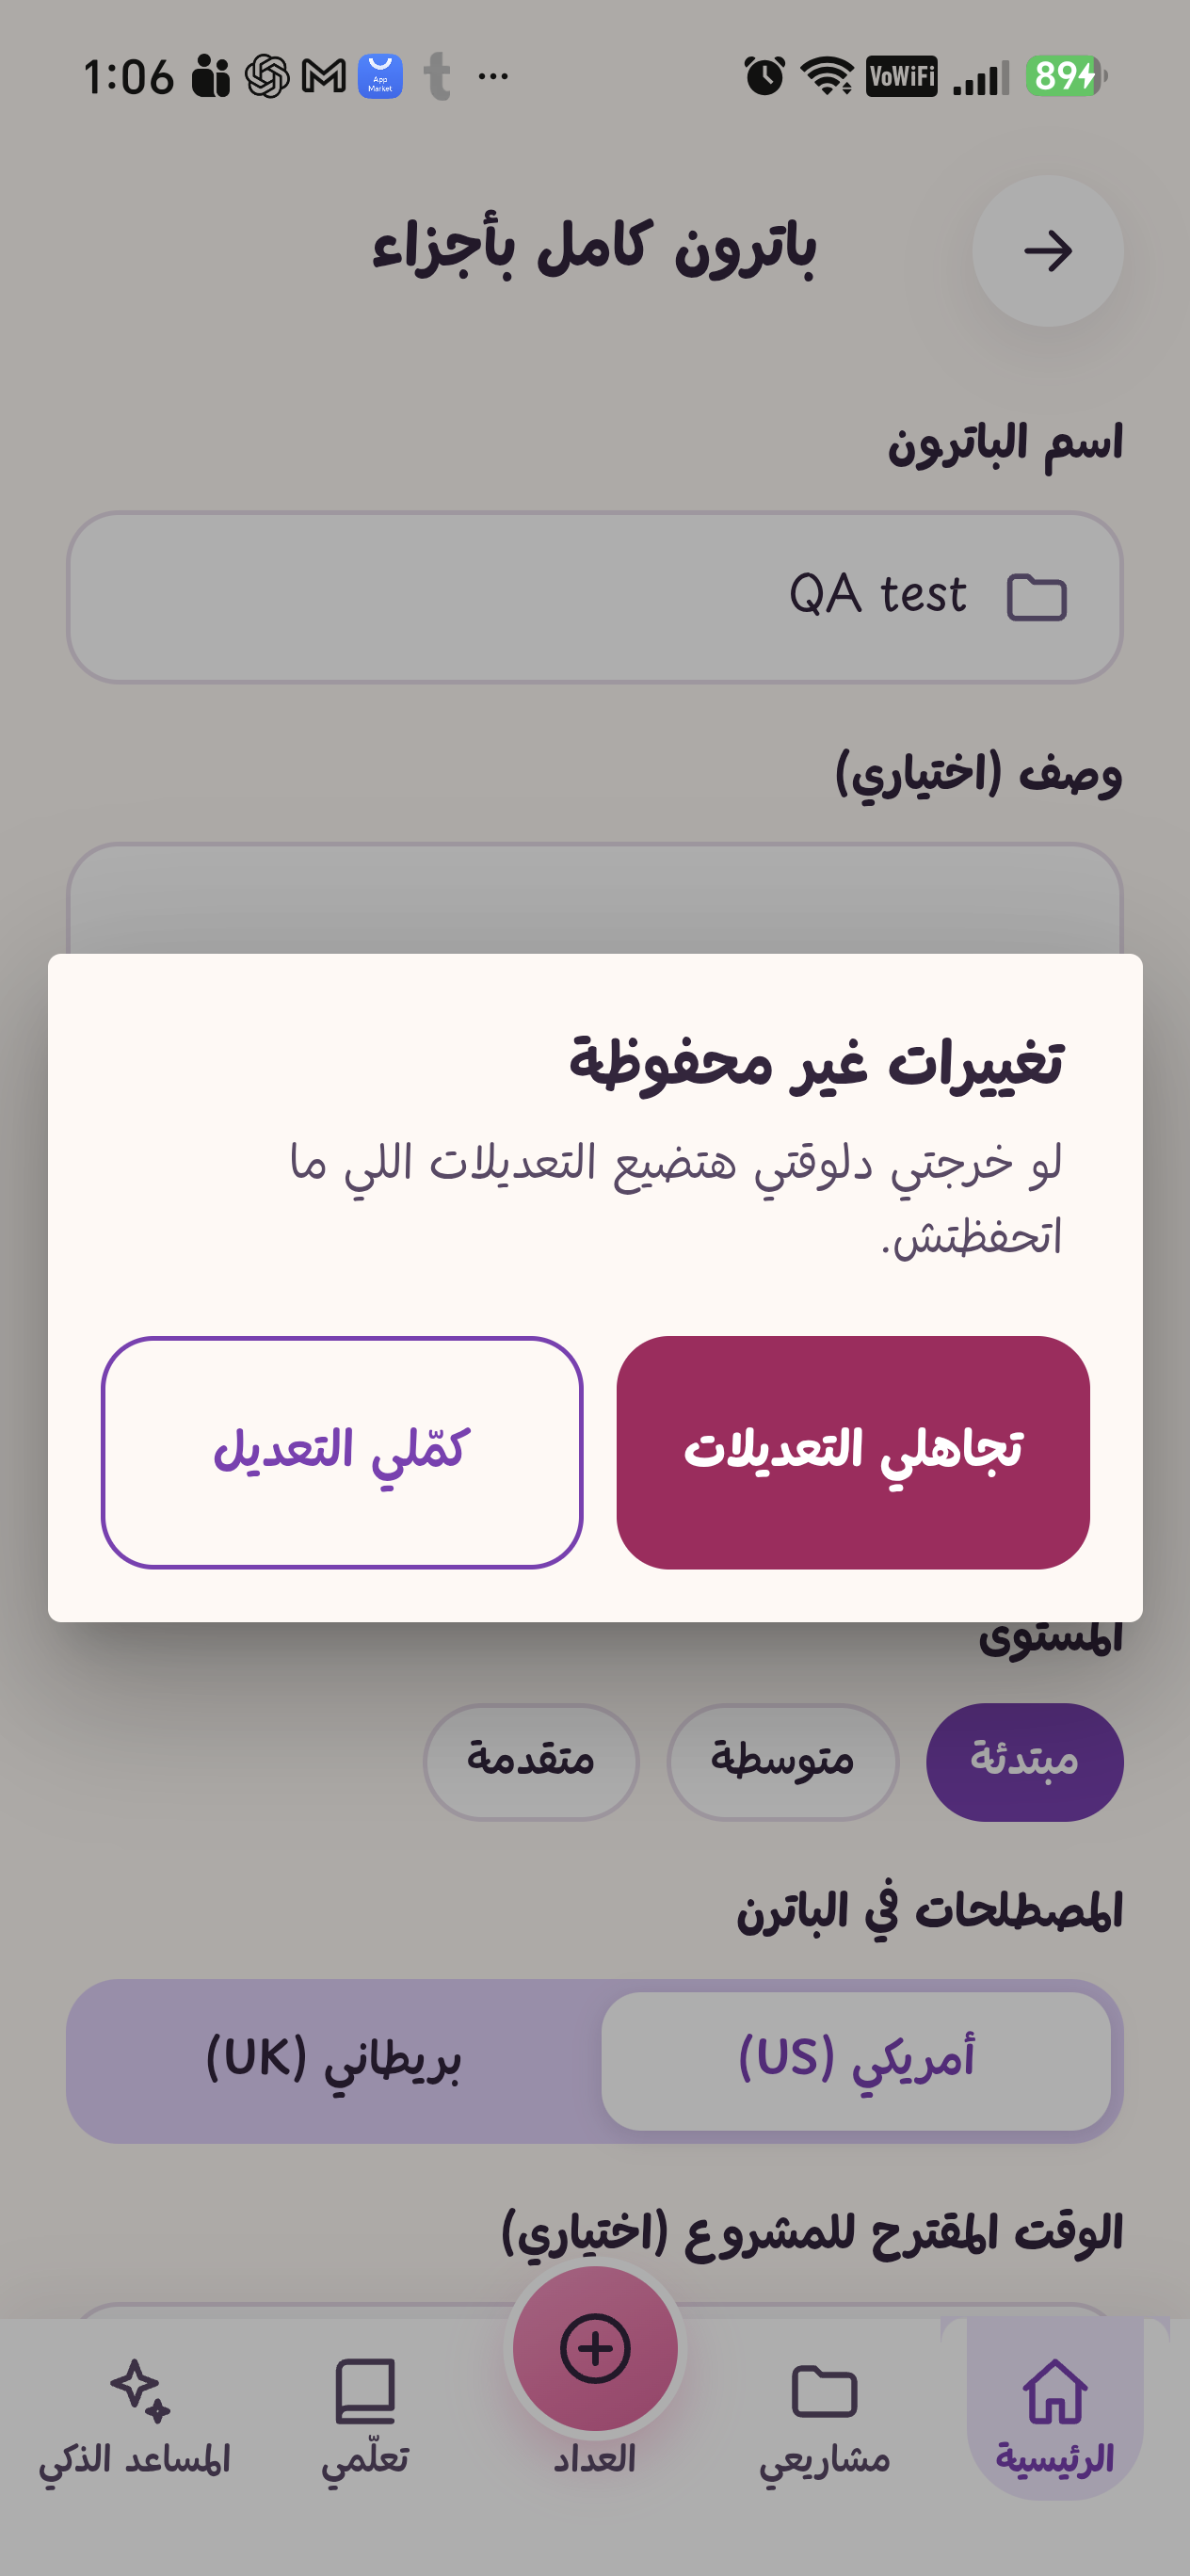 1:06
App
Market
t
...
VoWiFi
89
باترون كامل بأجزاء
اسم الباترون
QA test
وصف (اختياري)
تغييرات غير محفوظة
لو خرجتي دلوقتي هتضيع التعديلات اللي ما
اتحفظتش.
تجاهلي التعديلات
كمّلي التعديل
المستوى
مبتدئة
متوسطة
متقدمة
المصطلحات في الباترن
أمريكي (US)
بريطاني (UK)
الوقت المقترح للمشروع (اختياري)
الرئيسية
مشاريعي
العداد
تعلّمي
المساعد الذكي